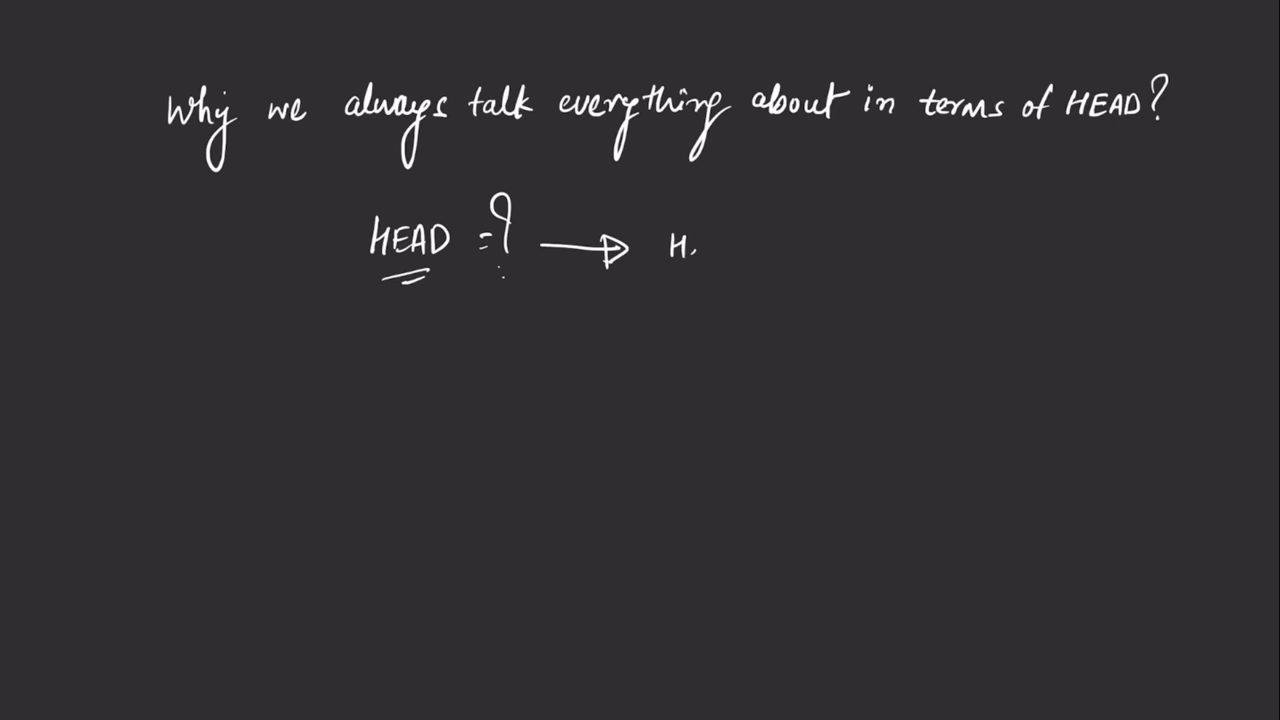 Why we always talk everything about in terms of HEAD?
HEAD =? → H.